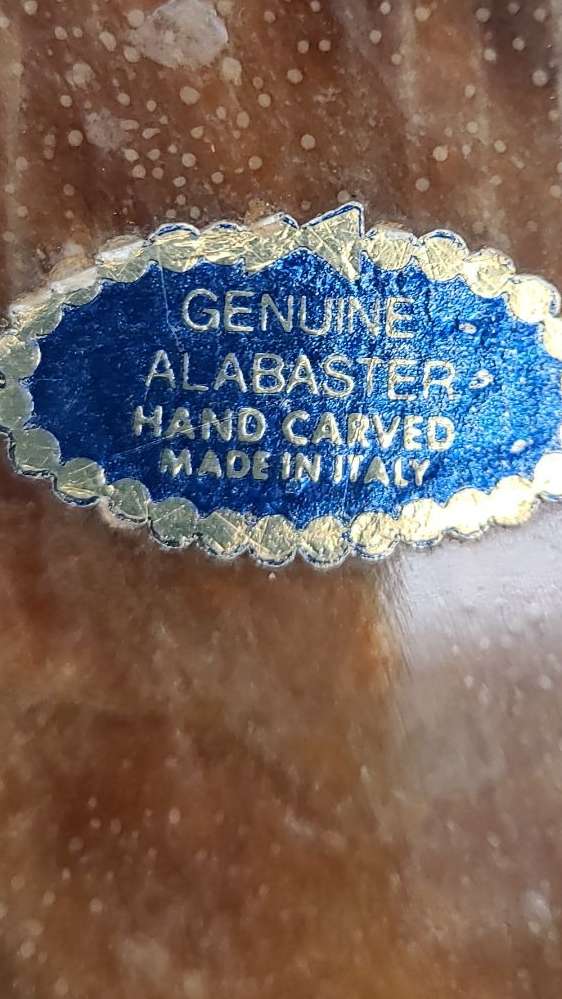 GENUINE
ALABASTER
HAND CARVED
MADE IN ITALY